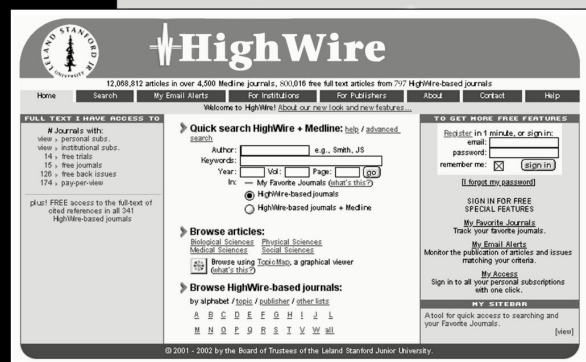 LELAND STANFORD JR
UNIVERSITY
HighWire
12,068,812 articles in over 4,500 Medline journals, 800,016 free full text articles from 797 HighWire-based journals
Home Search My Email Alerts For Institutions For Publishers About Contact Help
Welcome to HighWire! About our new look and new features...
FULL TEXT I HAVE ACCESS TO
# Journals with:
view › personal subs.
view › institutional subs.
14 › free trials
15 › free journals
126 › free back issues
174 › pay-per-view
plus! FREE access to the full-text of
cited references in all 341
HighWire-based journals
Quick search HighWire + Medline: help / advanced
search
Author: e.g., Smith, JS
Keywords:
Year: Vol: Page: go
In: — My Favorite Journals (what's this?)
HighWire-based journals
HighWire-based journals + Medline
Browse articles:
Biological Sciences Physical Sciences
Medical Sciences Social Sciences
Browse using TopicMap, a graphical viewer
(what's this?)
Browse HighWire-based journals:
by alphabet / topic / publisher / other lists
A B C D E F G H I J L
M N O P Q R S T V W all
TO GET MORE FREE FEATURES
Register in 1 minute, or sign in:
email:
password:
remember me: sign in
[I forgot my password]
SIGN IN FOR FREE
SPECIAL FEATURES
My Favorite Journals
Track your favorite journals.
My Email Alerts
Monitor the publication of articles and issues
matching your criteria.
My Access
Sign in to all your personal subscriptions
with one click.
MY SITEBAR
A tool for quick access to searching and
your Favorite Journals.
[view]
© 2001 - 2002 by the Board of Trustees of the Leland Stanford Junior University.